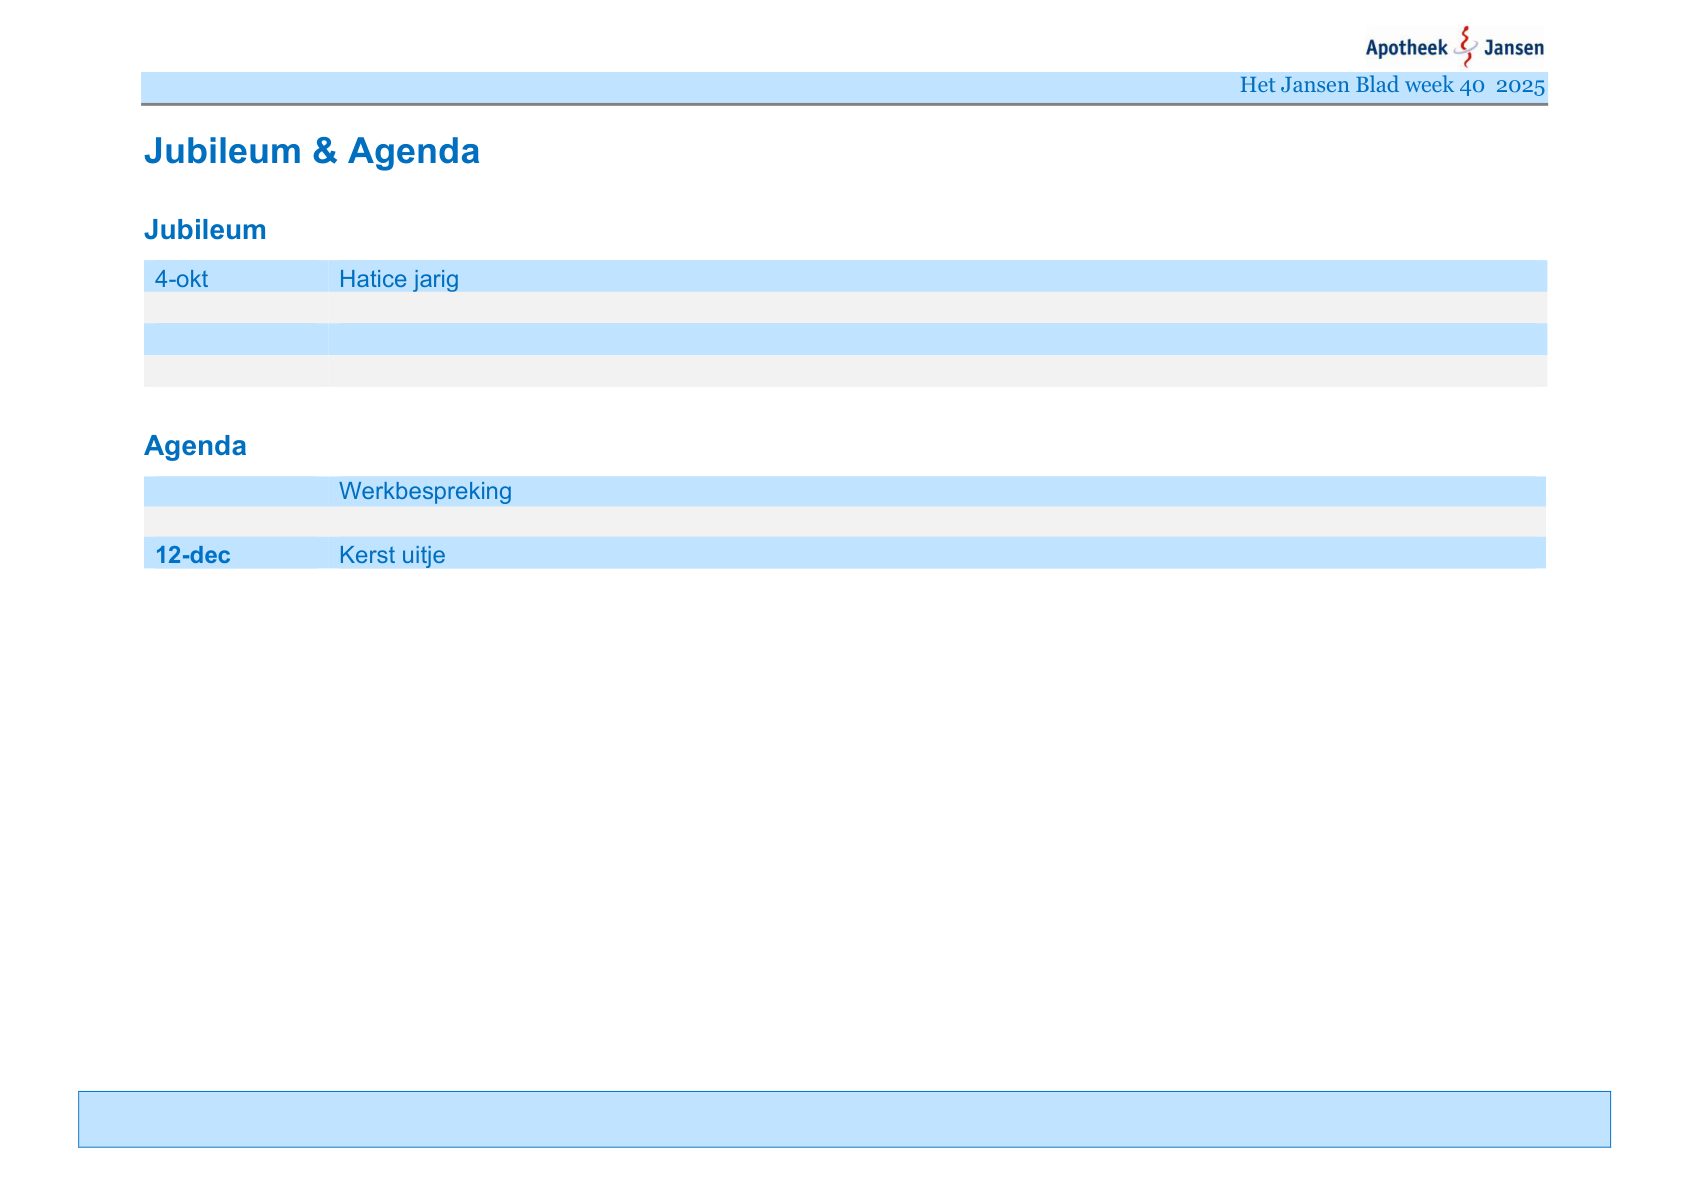 Apotheek Jansen
Het Jansen Blad week 40 2025
Jubileum & Agenda
Jubileum
4-okt Hatice jarig
Agenda
Werkbespreking
12-dec Kerst uitje